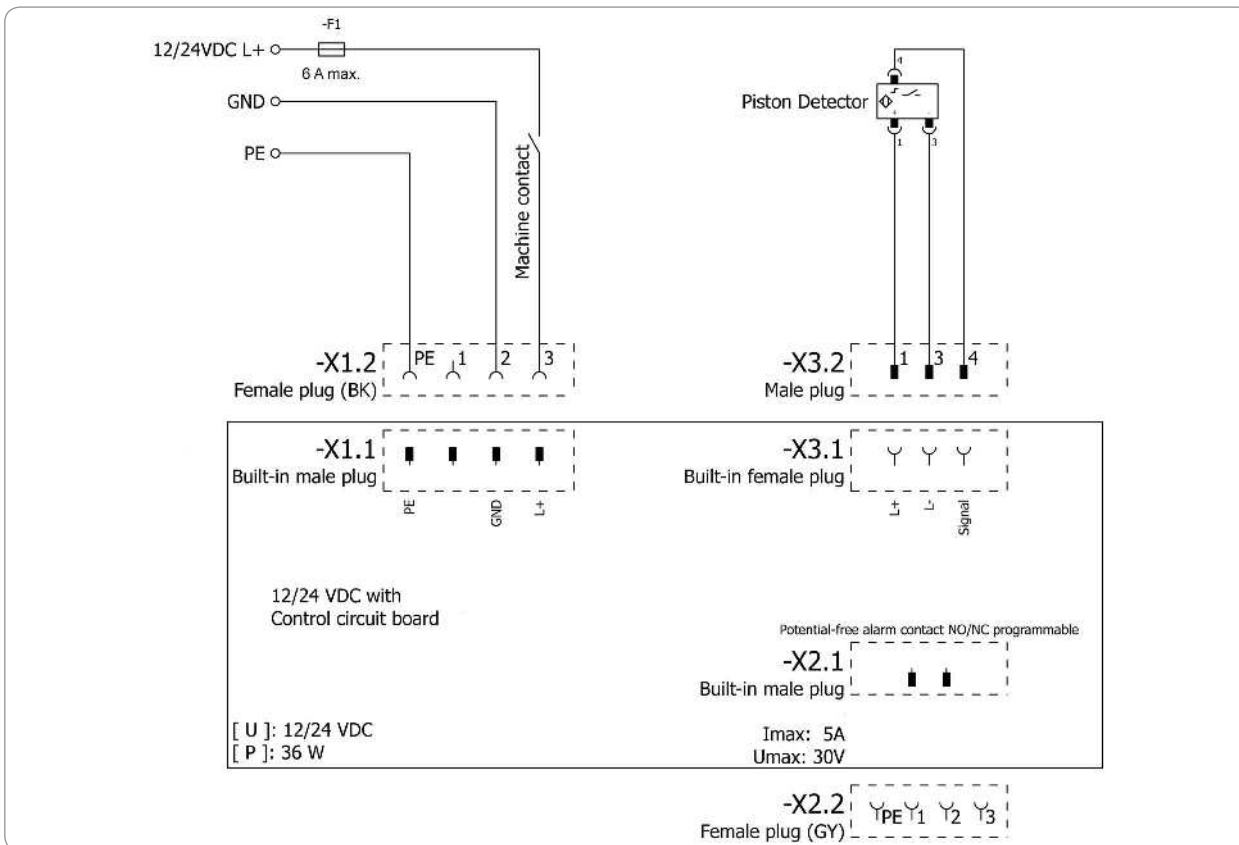 -F1
12/24VDC L+
6 A max.
GND
PE
Machine contact
4
Piston Detector
+ -
1 3
-X1.2 PE 1 2 3
Female plug (BK)
-X3.2 1 3 4
Male plug
-X1.1
Built-in male plug
PE GND L+
-X3.1
Built-in female plug
L+ L- Signal
12/24 VDC with
Control circuit board
Potential-free alarm contact NO/NC programmable
-X2.1
Built-in male plug
[ U ]: 12/24 VDC
[ P ]: 36 W
Imax: 5A
Umax: 30V
-X2.2 PE 1 2 3
Female plug (GY)